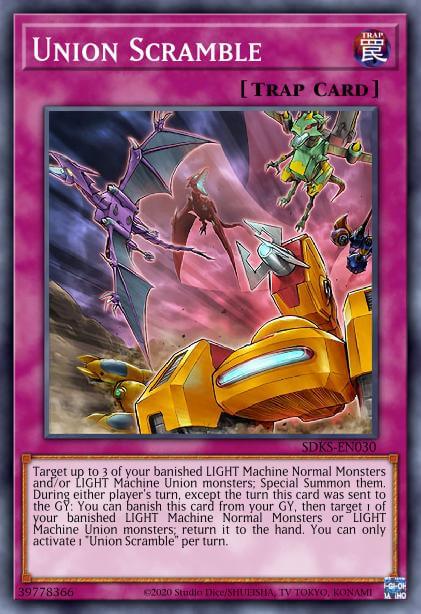 UNION SCRAMBLE
TRAP
罠
[TRAP CARD]
SDKS-EN030
Target up to 3 of your banished LIGHT Machine Normal Monsters
and/or LIGHT Machine Union monsters; Special Summon them.
During either player's turn, except the turn this card was sent to
the GY: You can banish this card from your GY, then target 1 of
your banished LIGHT Machine Normal Monsters or LIGHT
Machine Union monsters; return it to the hand. You can only
activate 1 "Union Scramble" per turn.
39778366
©2020 Studio Dice/SHUEISHA, TV TOKYO, KONAMI